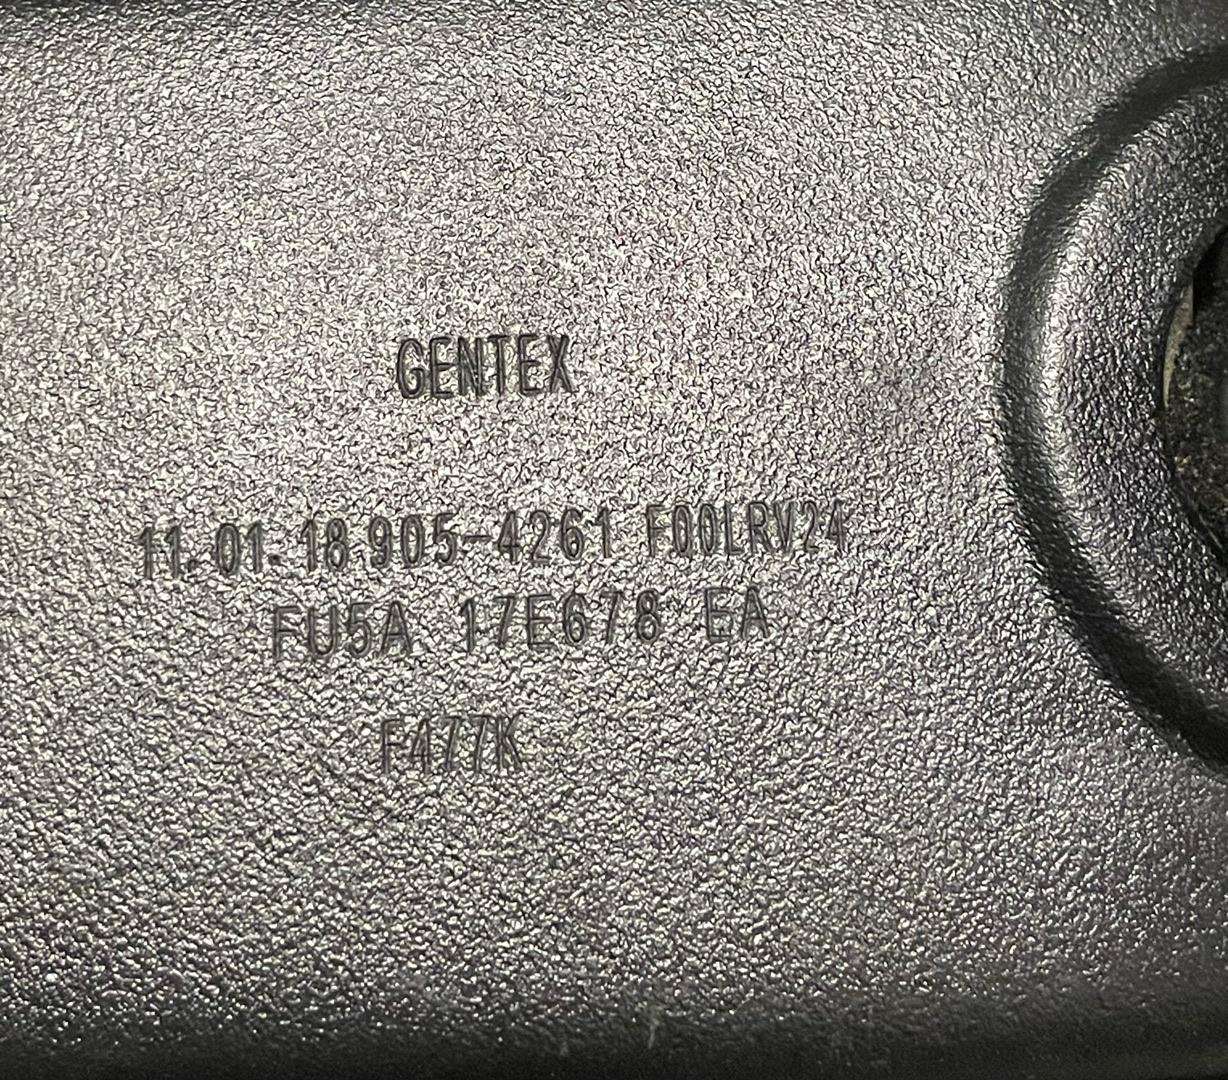 GENTEX
11.01.18 905-4261 F00LRV24
FU5A 17E678 EA
F477K